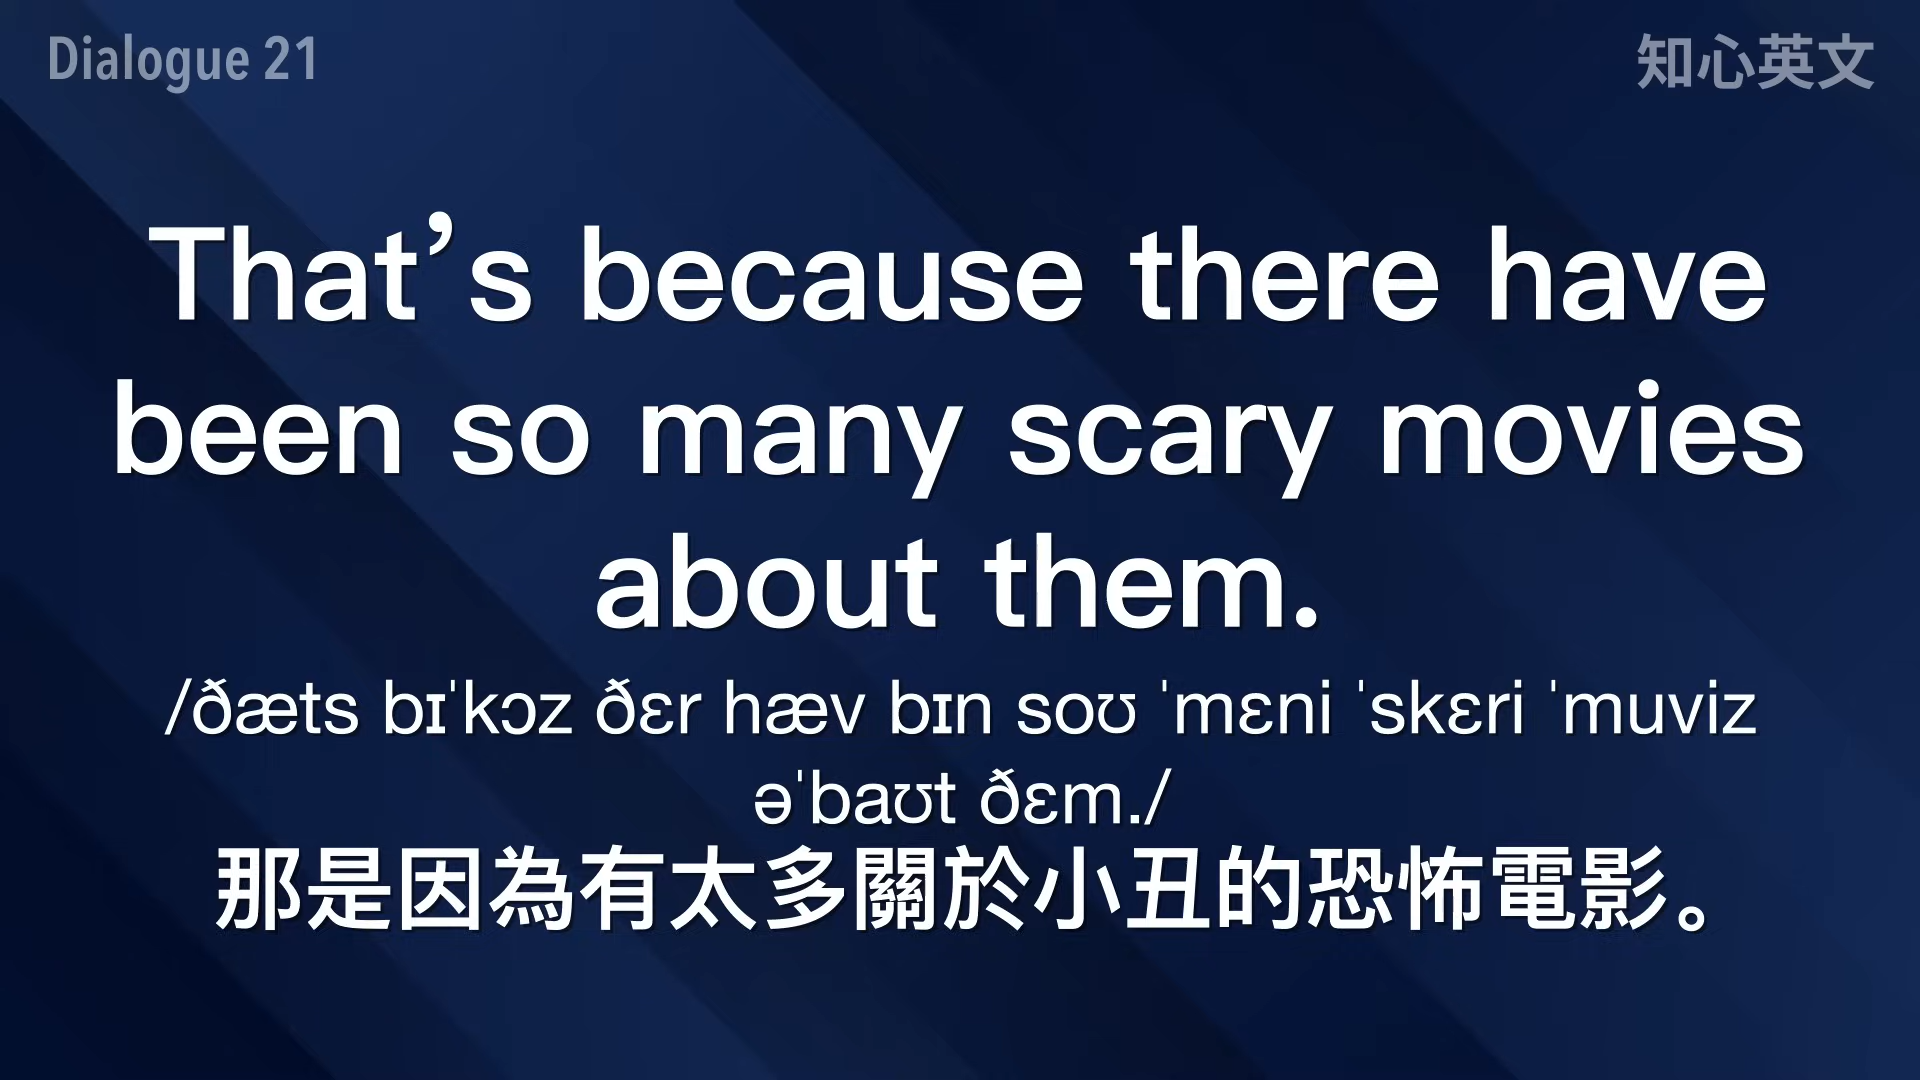 Dialogue 21
知心英文
That’s because there have
been so many scary movies
about them.
/ðæts bɪˈkɔz ðɛr hæv bɪn soʊ ˈmɛni ˈskɛri ˈmuviz
əˈbaʊt ðɛm./
那是因為有太多關於小丑的恐怖電影。